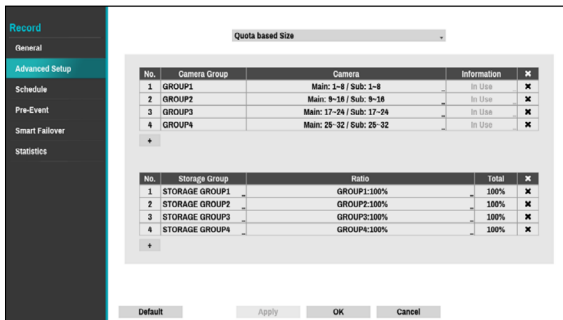 Record
General
Advanced Setup
Schedule
Pre-Event
Smart Failover
Statistics
Quota based Size
No. Camera Group Camera Information ✖
1 GROUP1 Main: 1~8 / Sub: 1~8 In Use ✖
2 GROUP2 Main: 9~16 / Sub: 9~16 In Use ✖
3 GROUP3 Main: 17~24 / Sub: 17~24 In Use ✖
4 GROUP4 Main: 25~32 / Sub: 25~32 In Use ✖
+
No. Storage Group Ratio Total ✖
1 STORAGE GROUP1 GROUP1:100% 100% ✖
2 STORAGE GROUP2 GROUP2:100% 100% ✖
3 STORAGE GROUP3 GROUP3:100% 100% ✖
4 STORAGE GROUP4 GROUP4:100% 100% ✖
+
Default Apply OK Cancel